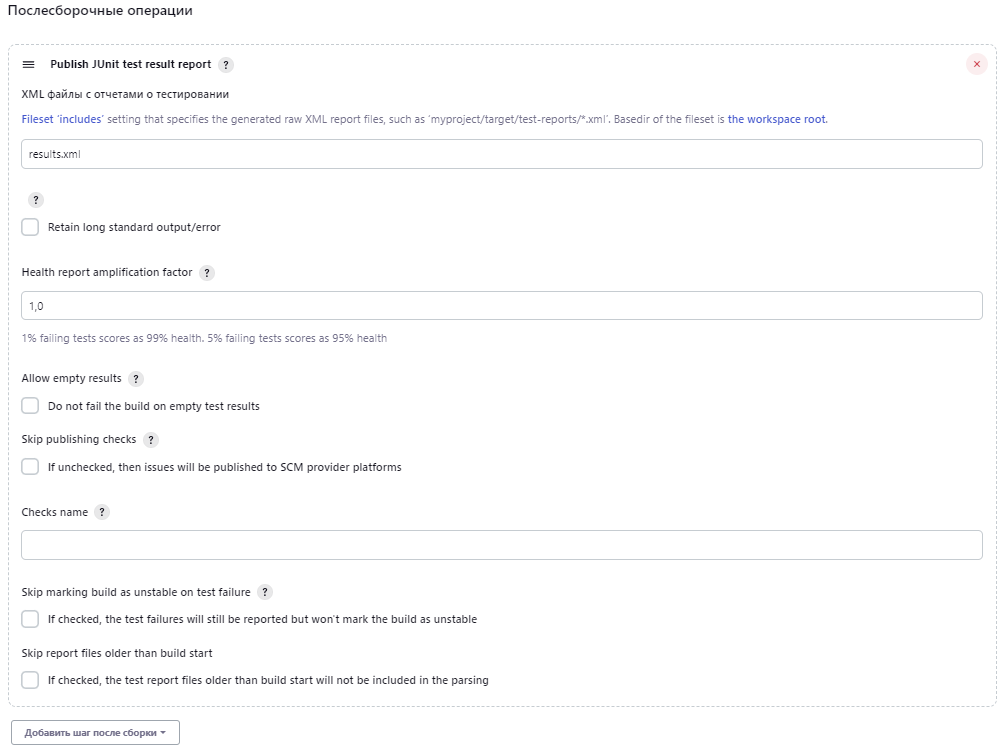 Послесборочные операции
Publish JUnit test result report ?
XML файлы с отчетами о тестировании
Fileset 'includes' setting that specifies the generated raw XML report files, such as 'myproject/target/test-reports/*.xml'. Basedir of the fileset is the workspace root.
results.xml
?
Retain long standard output/error
Health report amplification factor ?
1,0
1% failing tests scores as 99% health. 5% failing tests scores as 95% health
Allow empty results ?
Do not fail the build on empty test results
Skip publishing checks ?
If unchecked, then issues will be published to SCM provider platforms
Checks name ?
Skip marking build as unstable on test failure ?
If checked, the test failures will still be reported but won't mark the build as unstable
Skip report files older than build start
If checked, the test report files older than build start will not be included in the parsing
Добавить шаг после сборки